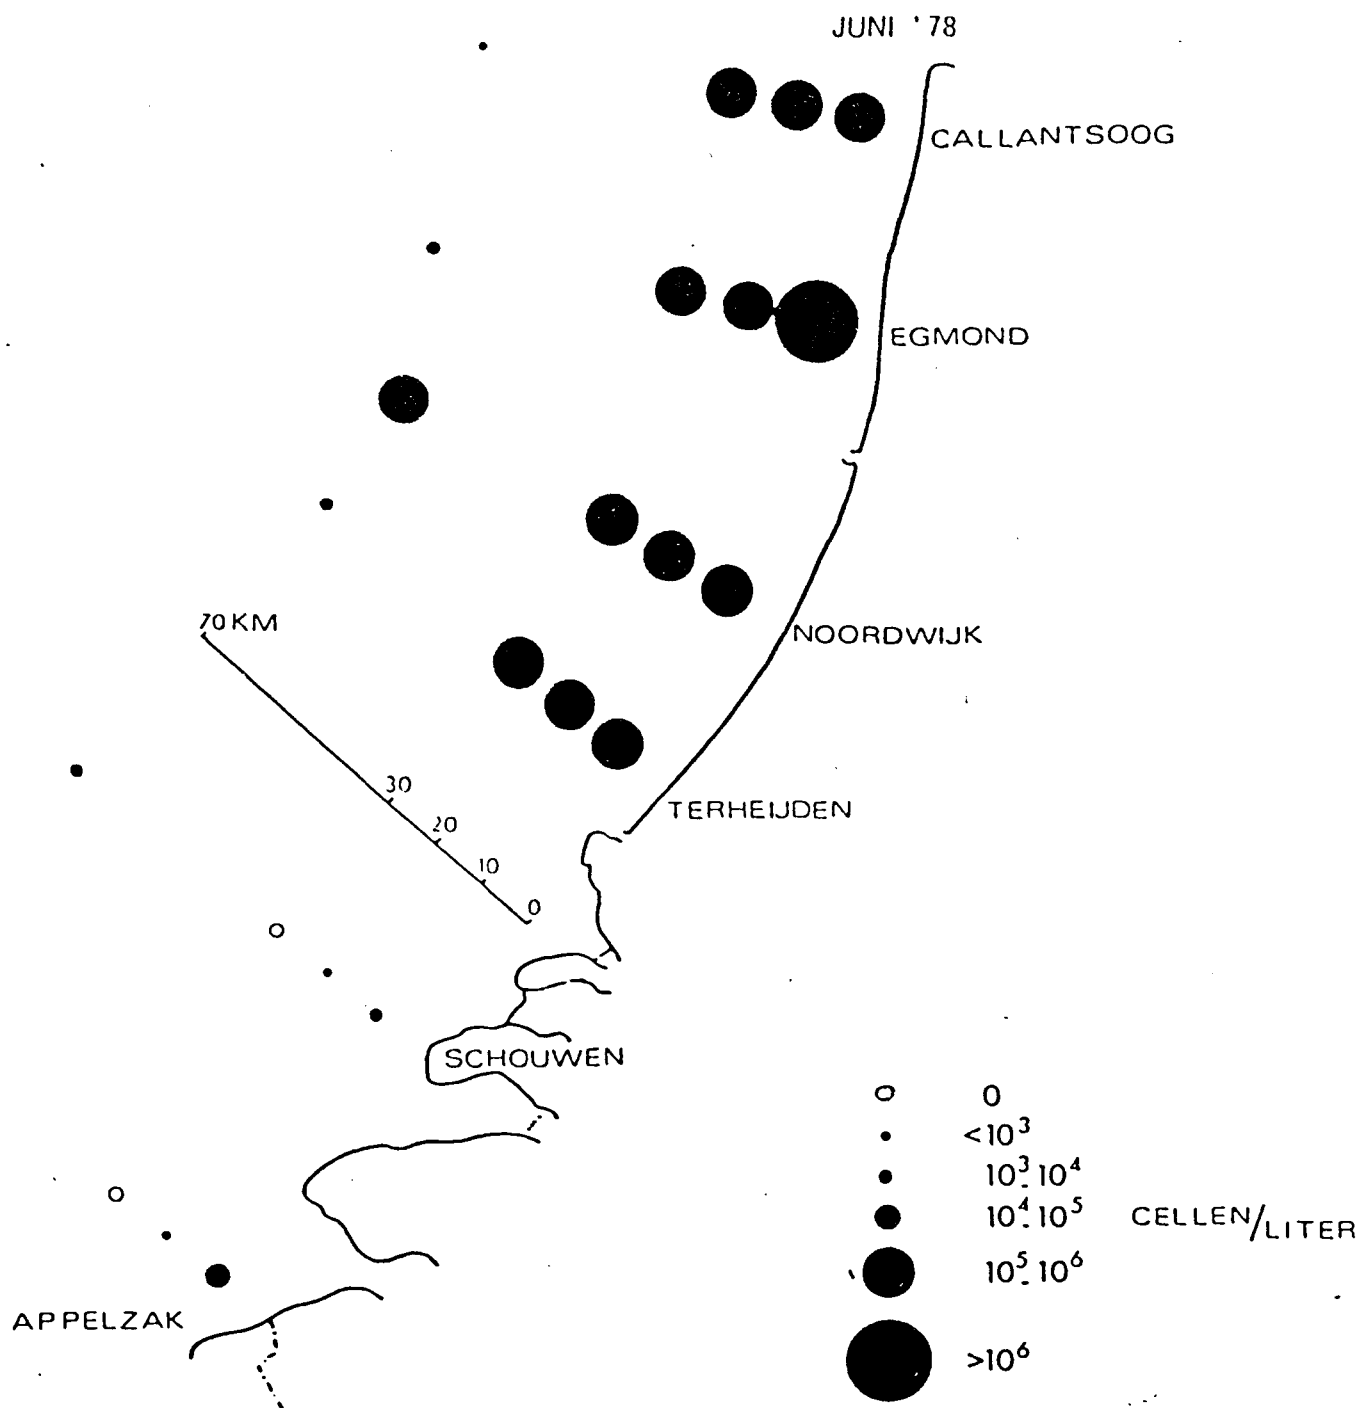 JUNI '78
CALLANTSOOG
EGMOND
NOORDWIJK
70 KM
30
20
10
0
TERHEIJDEN
SCHOUWEN
APPELZAK
0
<10³
10³-10⁴
10⁴-10⁵
CELLEN/LITER
10⁵-10⁶
>10⁶